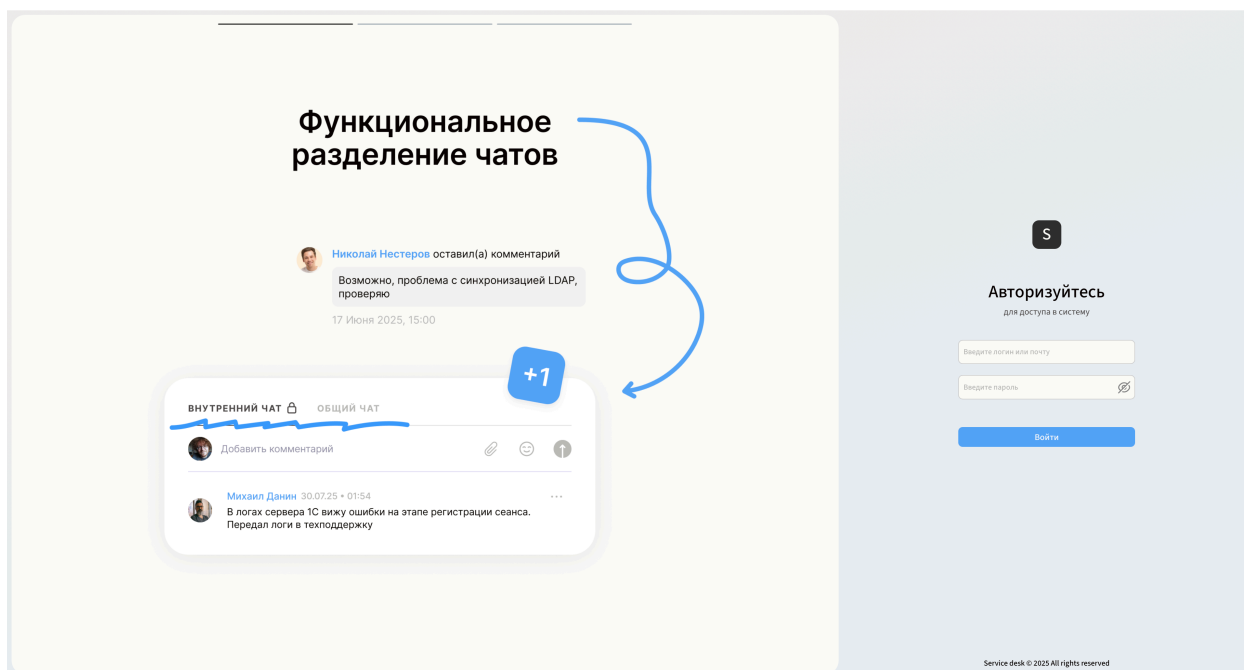 Функциональное
разделение чатов
Николай Нестеров оставил(а) комментарий
Возможно, проблема с синхронизацией LDAP,
проверяю
17 Июня 2025, 15:00
+1
ВНУТРЕННИЙ ЧАТ ОБЩИЙ ЧАТ
Добавить комментарий
Михаил Данин 30.07.25 • 01:54
В логах сервера 1С вижу ошибки на этапе регистрации сеанса.
Передал логи в техподдержку
S
Авторизуйтесь
для доступа в систему
Введите логин или почту
Введите пароль
Войти
Service desk © 2025 All rights reserved